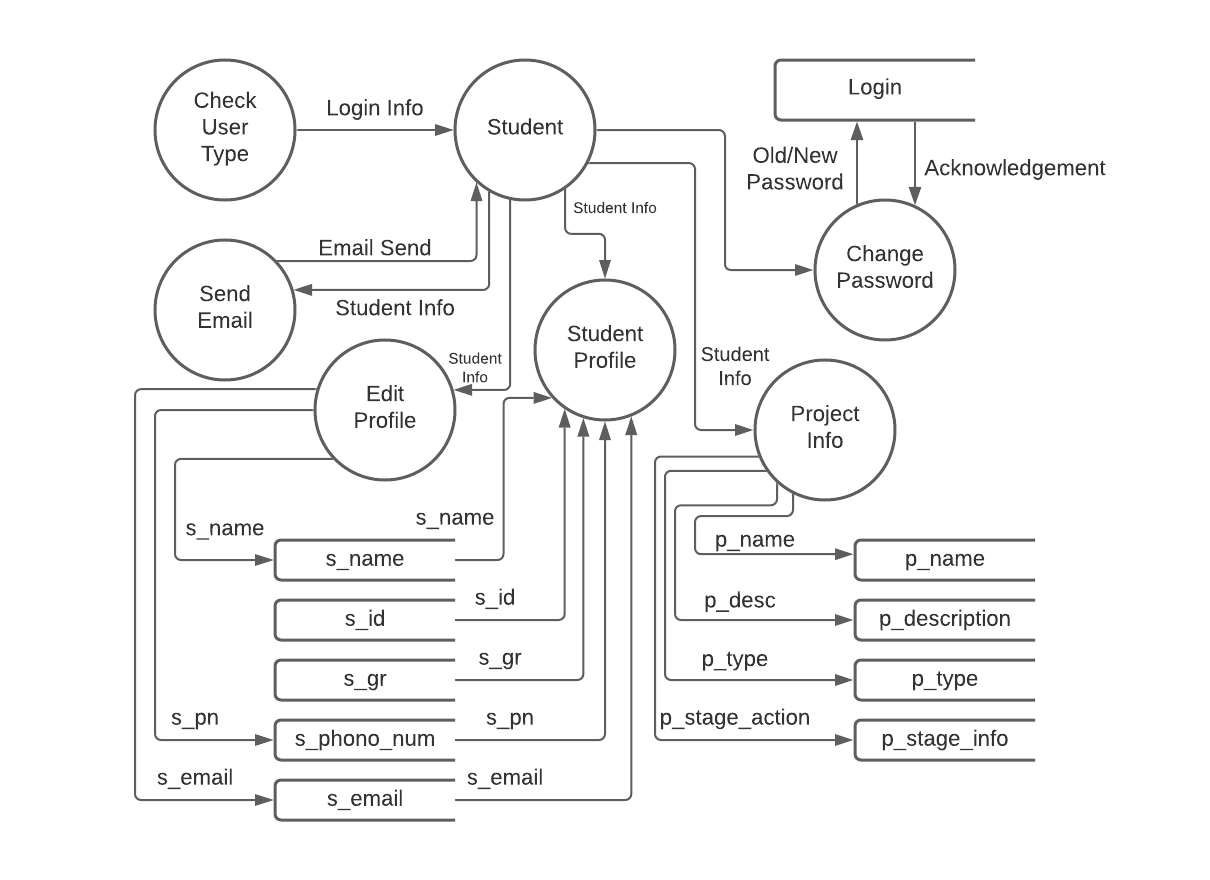 Check
User
Type
Login Info
Student
Login
Old/New
Password
Acknowledgement
Student Info
Email Send
Send
Email
Student Info
Change
Password
Student
Profile
Student
Info
Student
Info
Edit
Profile
Project
Info
s_name
s_name
s_name
p_name
p_name
s_id
s_id
p_desc
p_description
s_gr
s_gr
p_type
p_type
s_pn
s_phono_num
s_pn
p_stage_action
p_stage_info
s_email
s_email
s_email